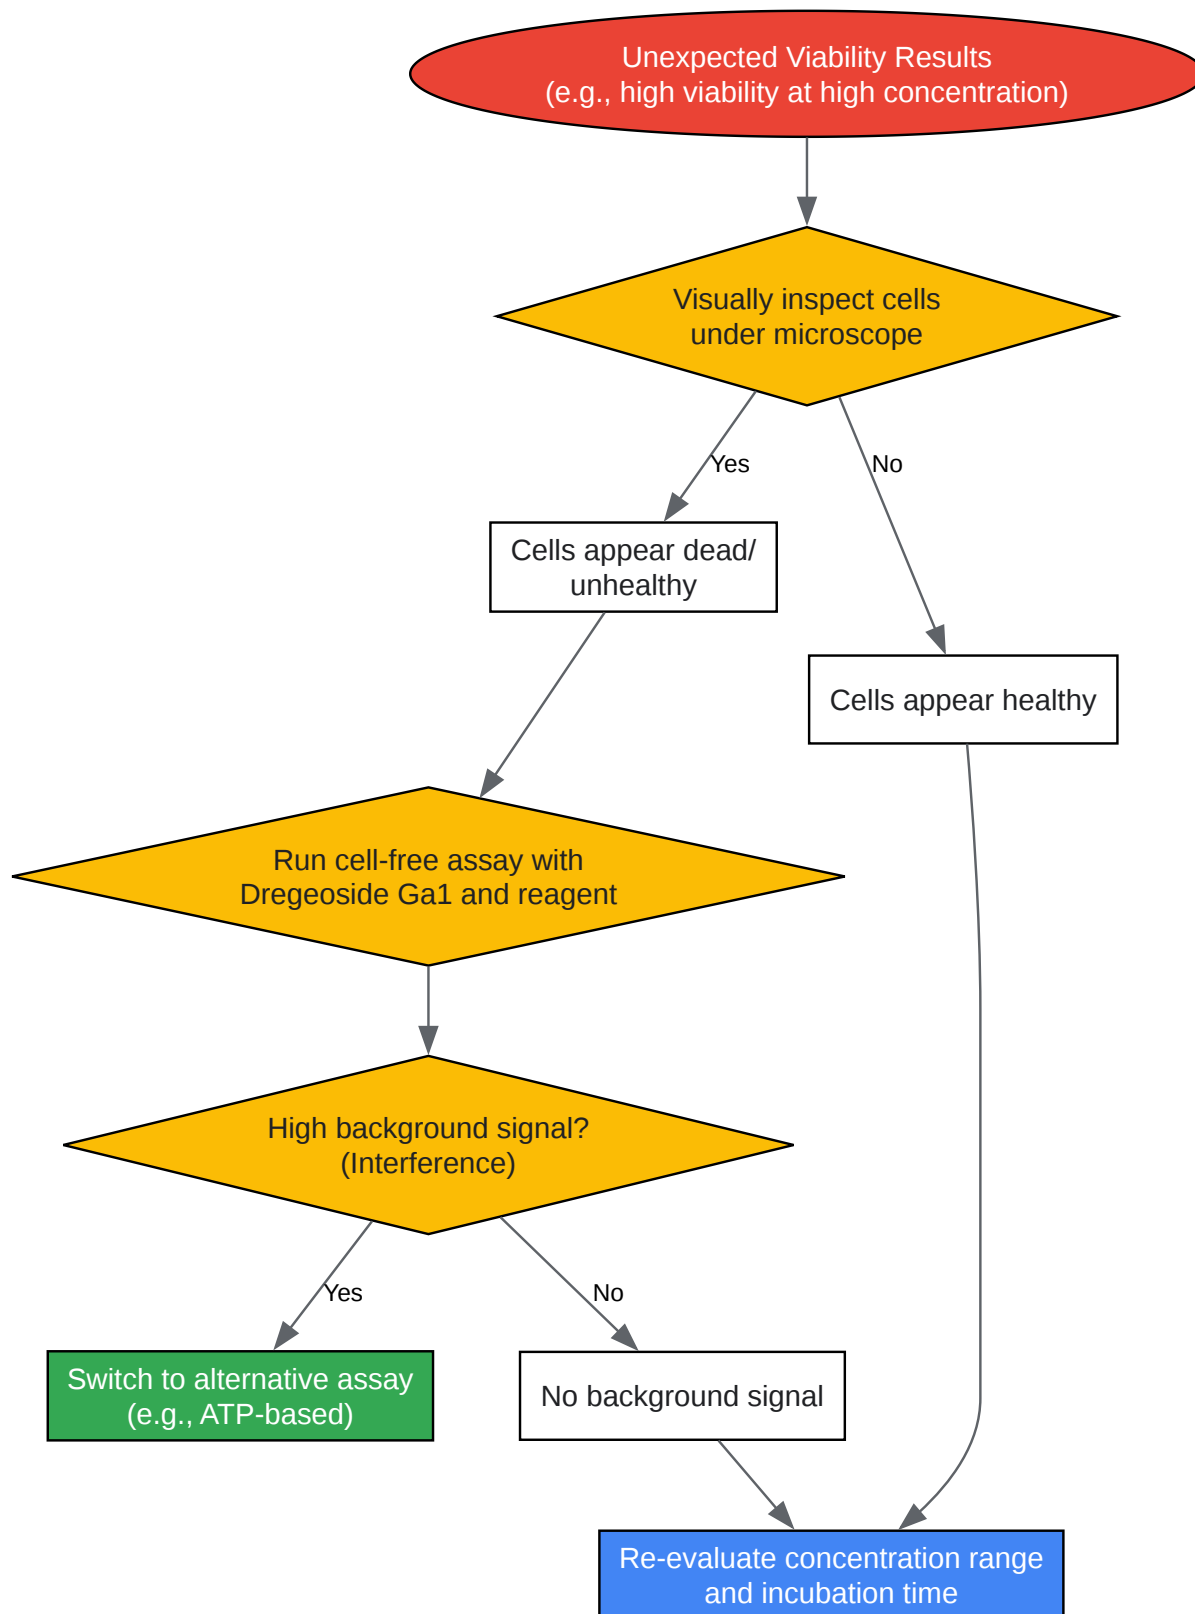 Unexpected Viability Results
(e.g., high viability at high concentration)
Visually inspect cells
under microscope
Yes
No
Cells appear dead/
unhealthy
Cells appear healthy
Run cell-free assay with
Dregeoside Ga1 and reagent
High background signal?
(Interference)
Yes
No
Switch to alternative assay
(e.g., ATP-based)
No background signal
Re-evaluate concentration range
and incubation time